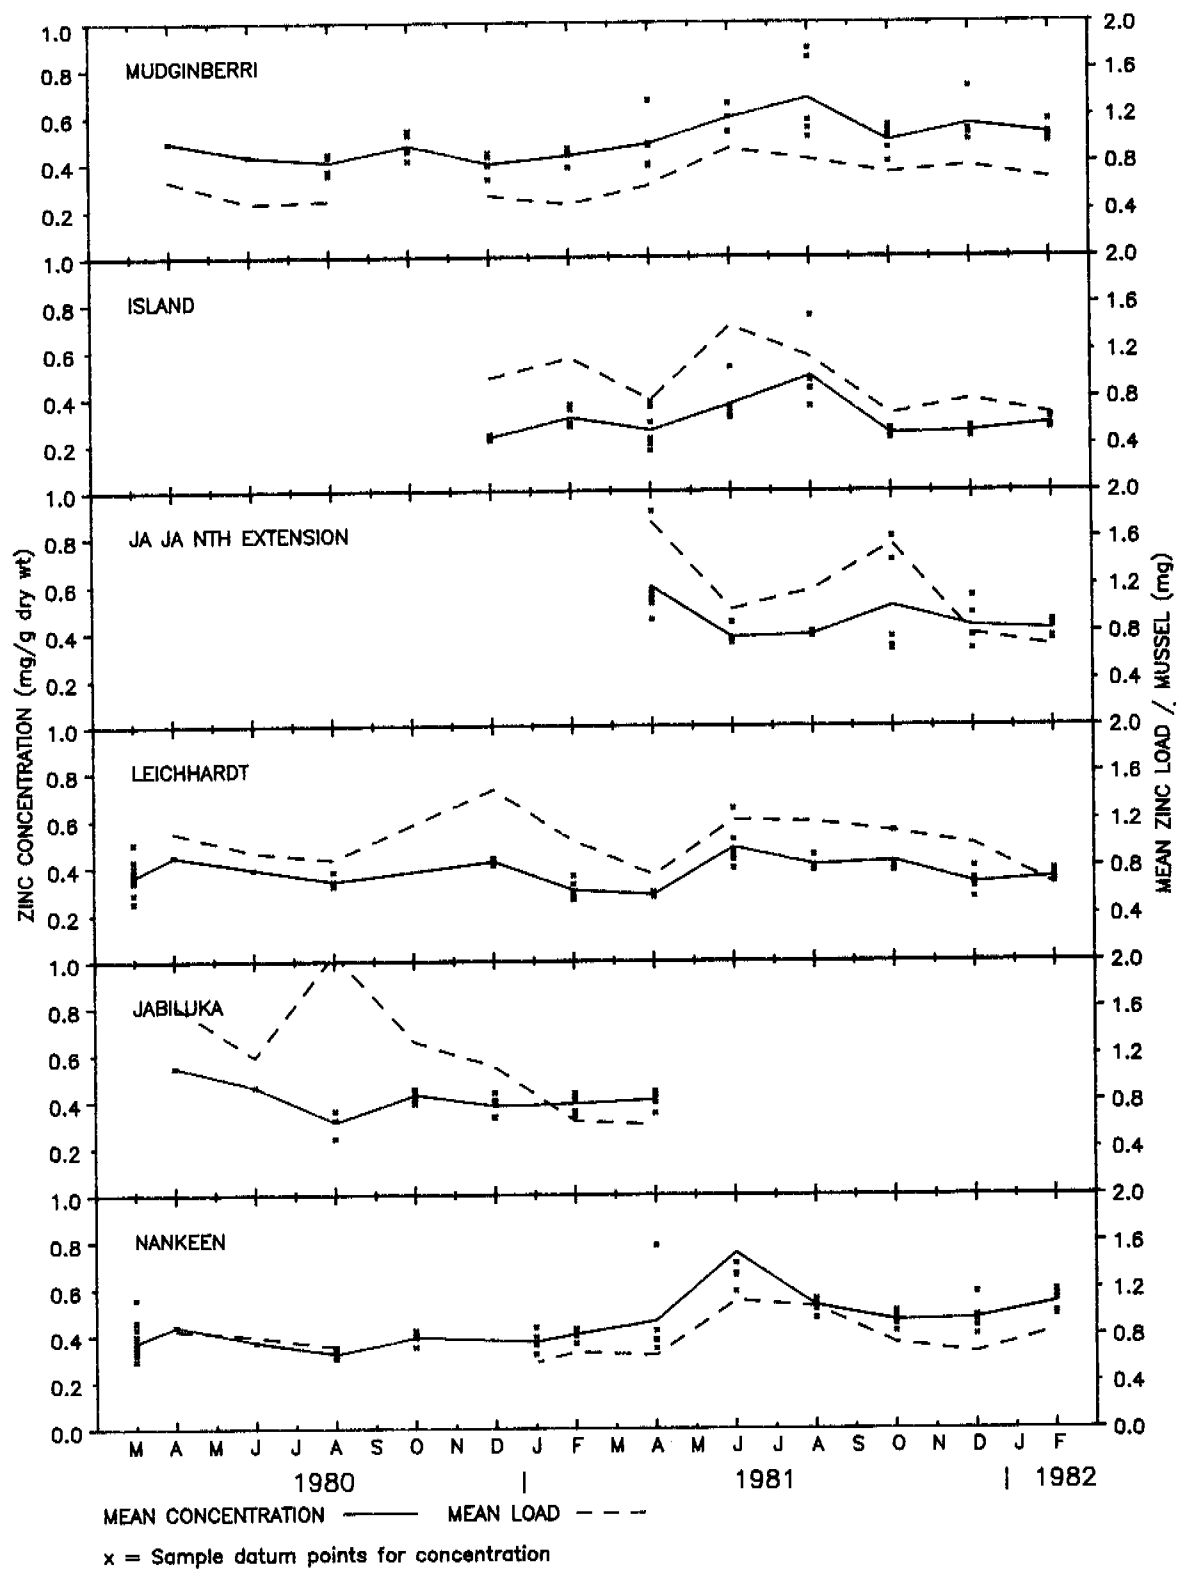 1.0 2.0
MUDGINBERRI
0.8 1.6
0.6 1.2
0.4 0.8
0.2 0.4
1.0 2.0
ISLAND
0.8 1.6
0.6 1.2
0.4 0.8
0.2 0.4
1.0 2.0
JA JA NTH EXTENSION
0.8 1.6
0.6 1.2
0.4 0.8
0.2 0.4
1.0 2.0
LEICHHARDT
0.8 1.6
0.6 1.2
0.4 0.8
0.2 0.4
1.0 2.0
JABILUKA
0.8 1.6
0.6 1.2
0.4 0.8
0.2 0.4
1.0 2.0
NANKEEN
0.8 1.6
0.6 1.2
0.4 0.8
0.2 0.4
0.0 0.0
ZINC CONCENTRATION (mg/g dry wt)
MEAN ZINC LOAD / MUSSEL (mg)
M A M J J A S O N D J F M A M J J A S O N D J F
1980 | 1981 | 1982
MEAN CONCENTRATION MEAN LOAD
x = Sample datum points for concentration